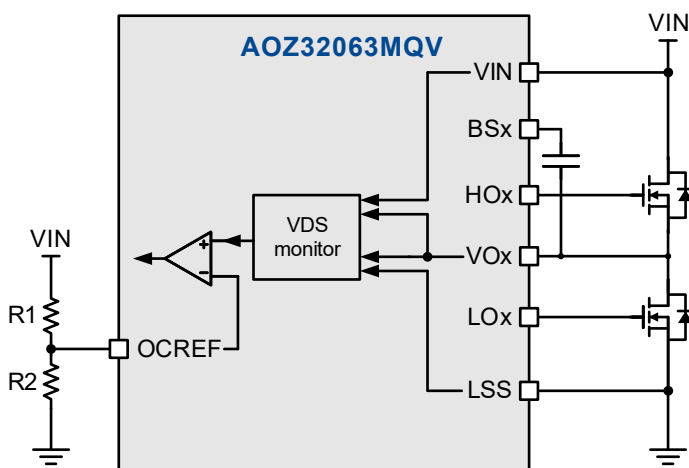 AOZ32063MQV
VIN
VIN
BSx
HOx
VDS
monitor
+
−
VIN
VOx
R1
LOx
OCREF
R2
LSS